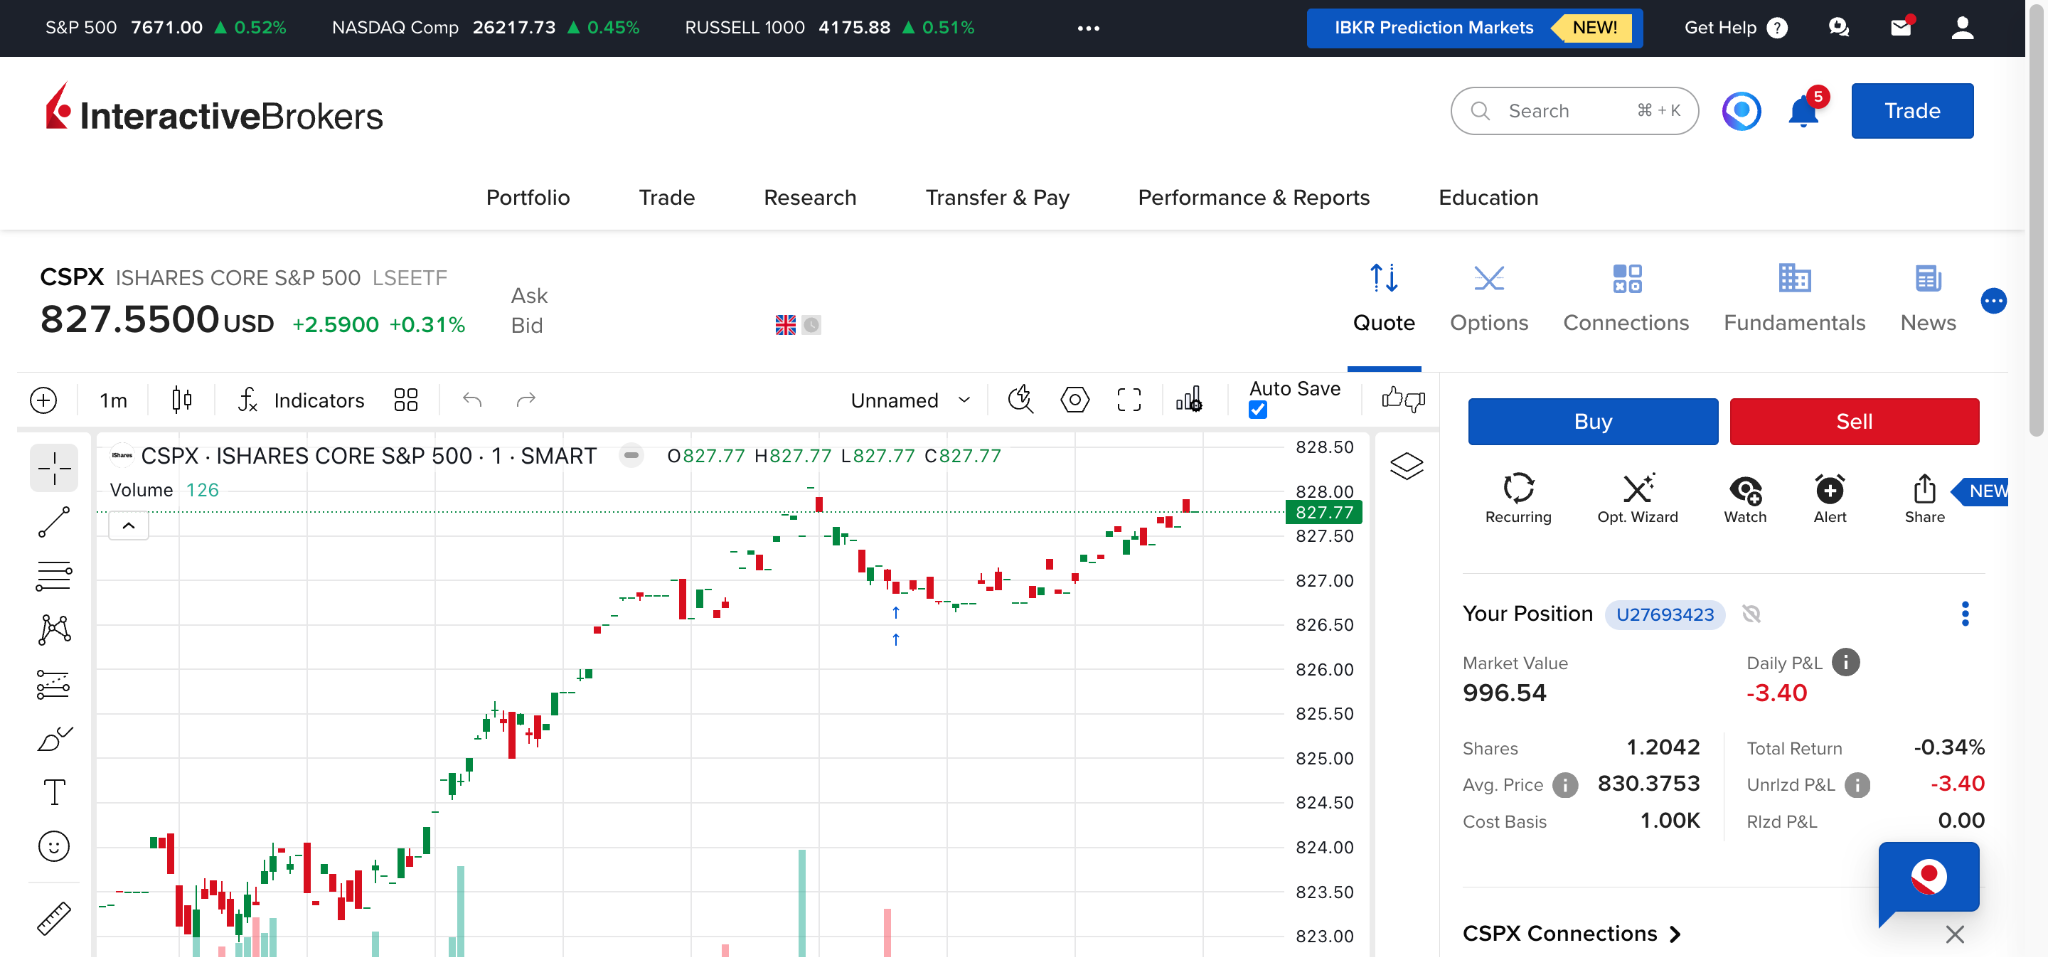 S&P 500 7671.00 ▲ 0.52% NASDAQ Comp 26217.73 ▲ 0.45% RUSSELL 1000 4175.88 ▲ 0.51% ••• IBKR Prediction Markets NEW! Get Help ?
InteractiveBrokers Search ⌘ + K 5 Trade
Portfolio Trade Research Transfer & Pay Performance & Reports Education
CSPX ISHARES CORE S&P 500 LSEETF
827.5500 USD +2.5900 +0.31%
Ask
Bid
Quote Options Connections Fundamentals News
1m Indicators Unnamed Auto Save
CSPX · ISHARES CORE S&P 500 · 1 · SMART O827.77 H827.77 L827.77 C827.77
Volume 126
828.50
828.00
827.77
827.50
827.00
826.50
826.00
825.50
825.00
824.50
824.00
823.50
823.00
Buy Sell
Recurring Opt. Wizard Watch Alert Share NEW
Your Position U27693423
Market Value Daily P&L
996.54 -3.40
Shares 1.2042 Total Return -0.34%
Avg. Price 830.3753 Unrlzd P&L -3.40
Cost Basis 1.00K Rlzd P&L 0.00
CSPX Connections